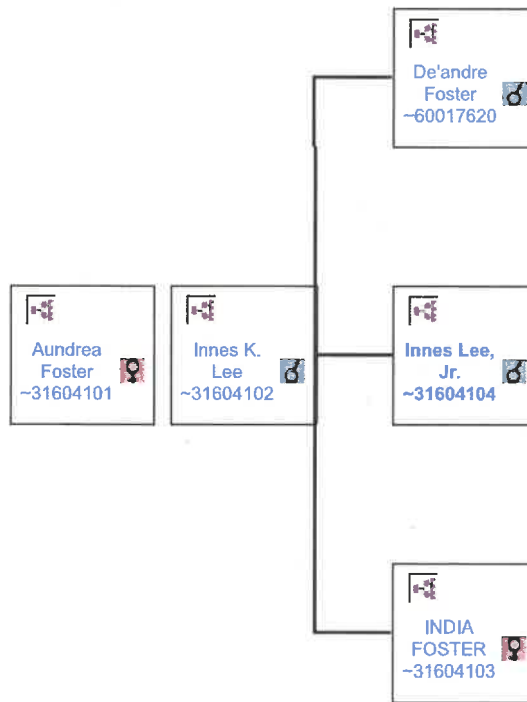 De'andre
Foster
~60017620
Aundrea
Foster
~31604101
Innes K.
Lee
~31604102
Innes Lee,
Jr.
~31604104
INDIA
FOSTER
~31604103